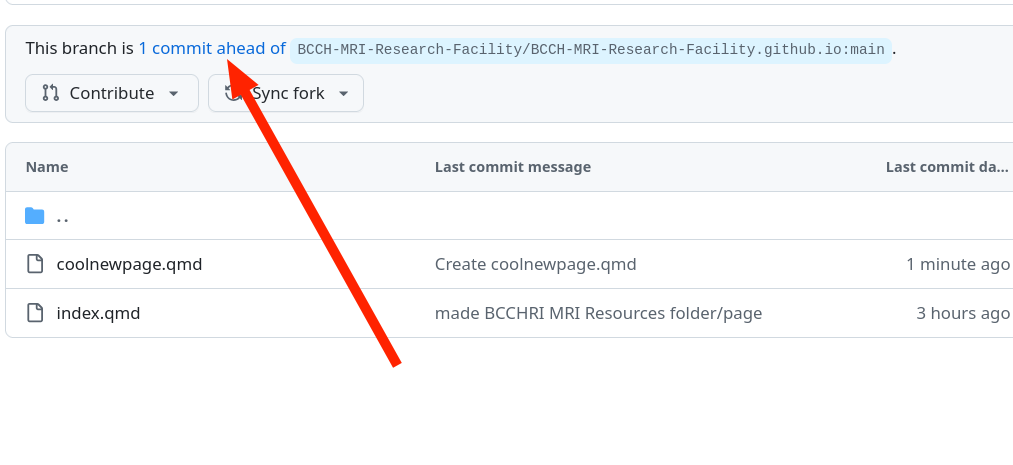 This branch is 1 commit ahead of BCCH-MRI-Research-Facility/BCCH-MRI-Research-Facility.github.io:main .
Contribute Sync fork
Name Last commit message Last commit da...
..
coolnewpage.qmd Create coolnewpage.qmd 1 minute ago
index.qmd made BCCHRI MRI Resources folder/page 3 hours ago